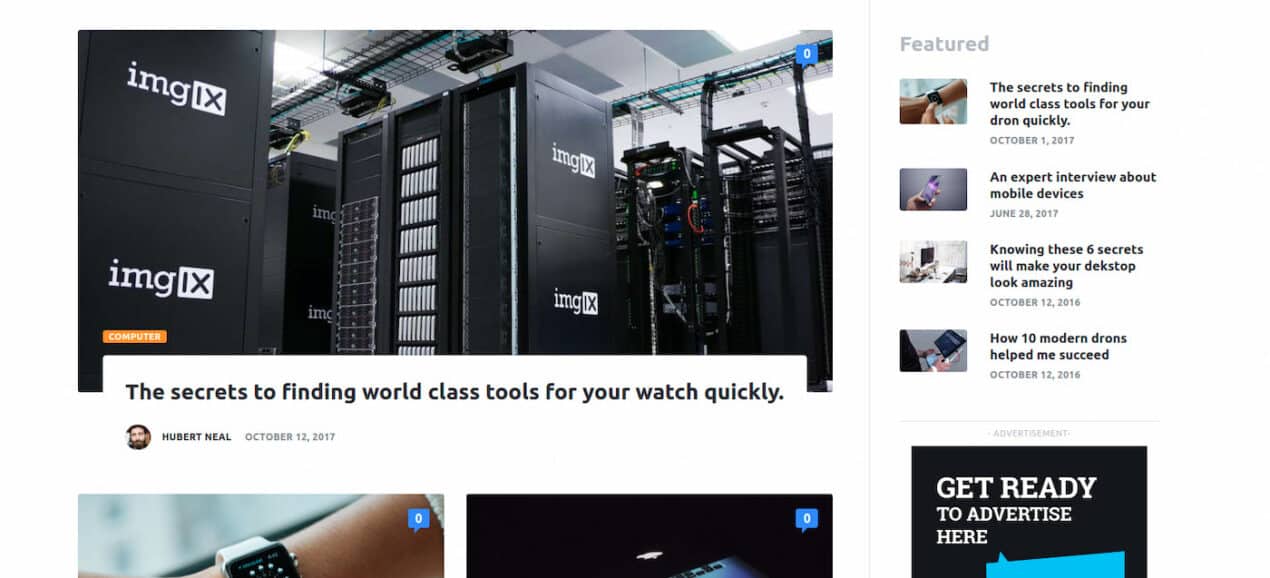 imgIX
imgIX
imgIX
imgIX
0
COMPUTER
The secrets to finding world class tools for your watch quickly.
HUBERT NEAL OCTOBER 12, 2017
0
0
Featured
The secrets to finding
world class tools for your
dron quickly.
OCTOBER 1, 2017
An expert interview about
mobile devices
JUNE 28, 2017
Knowing these 6 secrets
will make your dekstop
look amazing
OCTOBER 12, 2016
How 10 modern drons
helped me succeed
OCTOBER 12, 2016
- ADVERTISEMENT-
GET READY
TO ADVERTISE
HERE